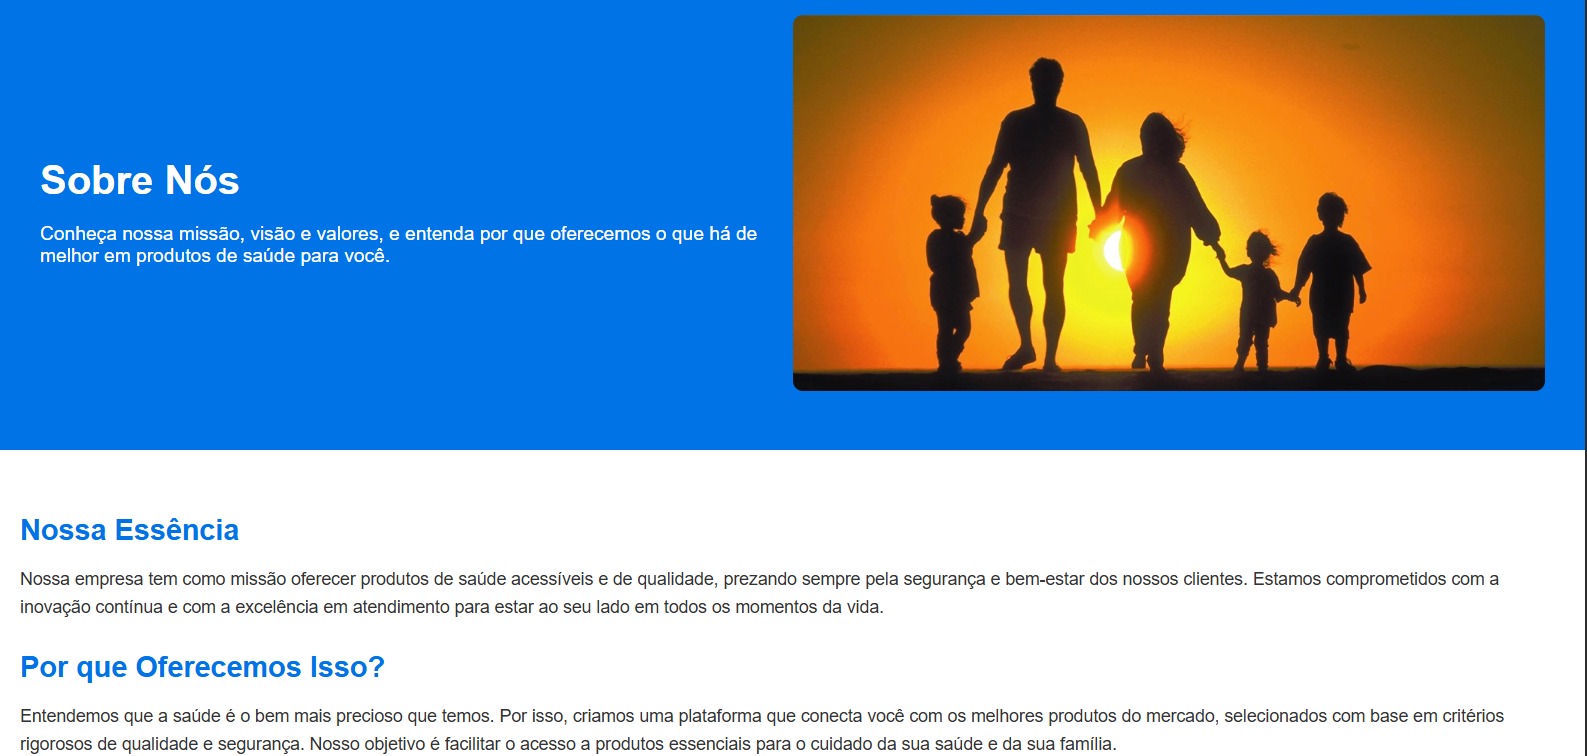 Sobre Nós
Conheça nossa missão, visão e valores, e entenda por que oferecemos o que há de
melhor em produtos de saúde para você.
Nossa Essência
Nossa empresa tem como missão oferecer produtos de saúde acessíveis e de qualidade, prezando sempre pela segurança e bem-estar dos nossos clientes. Estamos comprometidos com a
inovação contínua e com a excelência em atendimento para estar ao seu lado em todos os momentos da vida.
Por que Oferecemos Isso?
Entendemos que a saúde é o bem mais precioso que temos. Por isso, criamos uma plataforma que conecta você com os melhores produtos do mercado, selecionados com base em critérios
rigorosos de qualidade e segurança. Nosso objetivo é facilitar o acesso a produtos essenciais para o cuidado da sua saúde e da sua família.